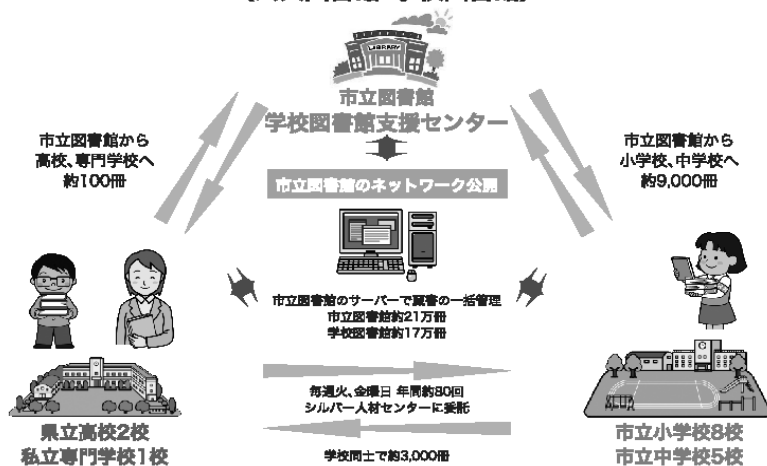 LIBRARY
市立図書館
学校図書館支援センター
市立図書館から
高校、専門学校へ
約100冊
市立図書館から
小学校、中学校へ
約9,000冊
市立図書館のネットワーク公開
市立図書館のサーバーで蔵書の一括管理
市立図書館約21万冊
学校図書館約17万冊
毎週火、金曜日 年間約80回
シルバー人材センターに委託
学校同士で約3,000冊
県立高校2校
私立専門学校1校
市立小学校8校
市立中学校5校